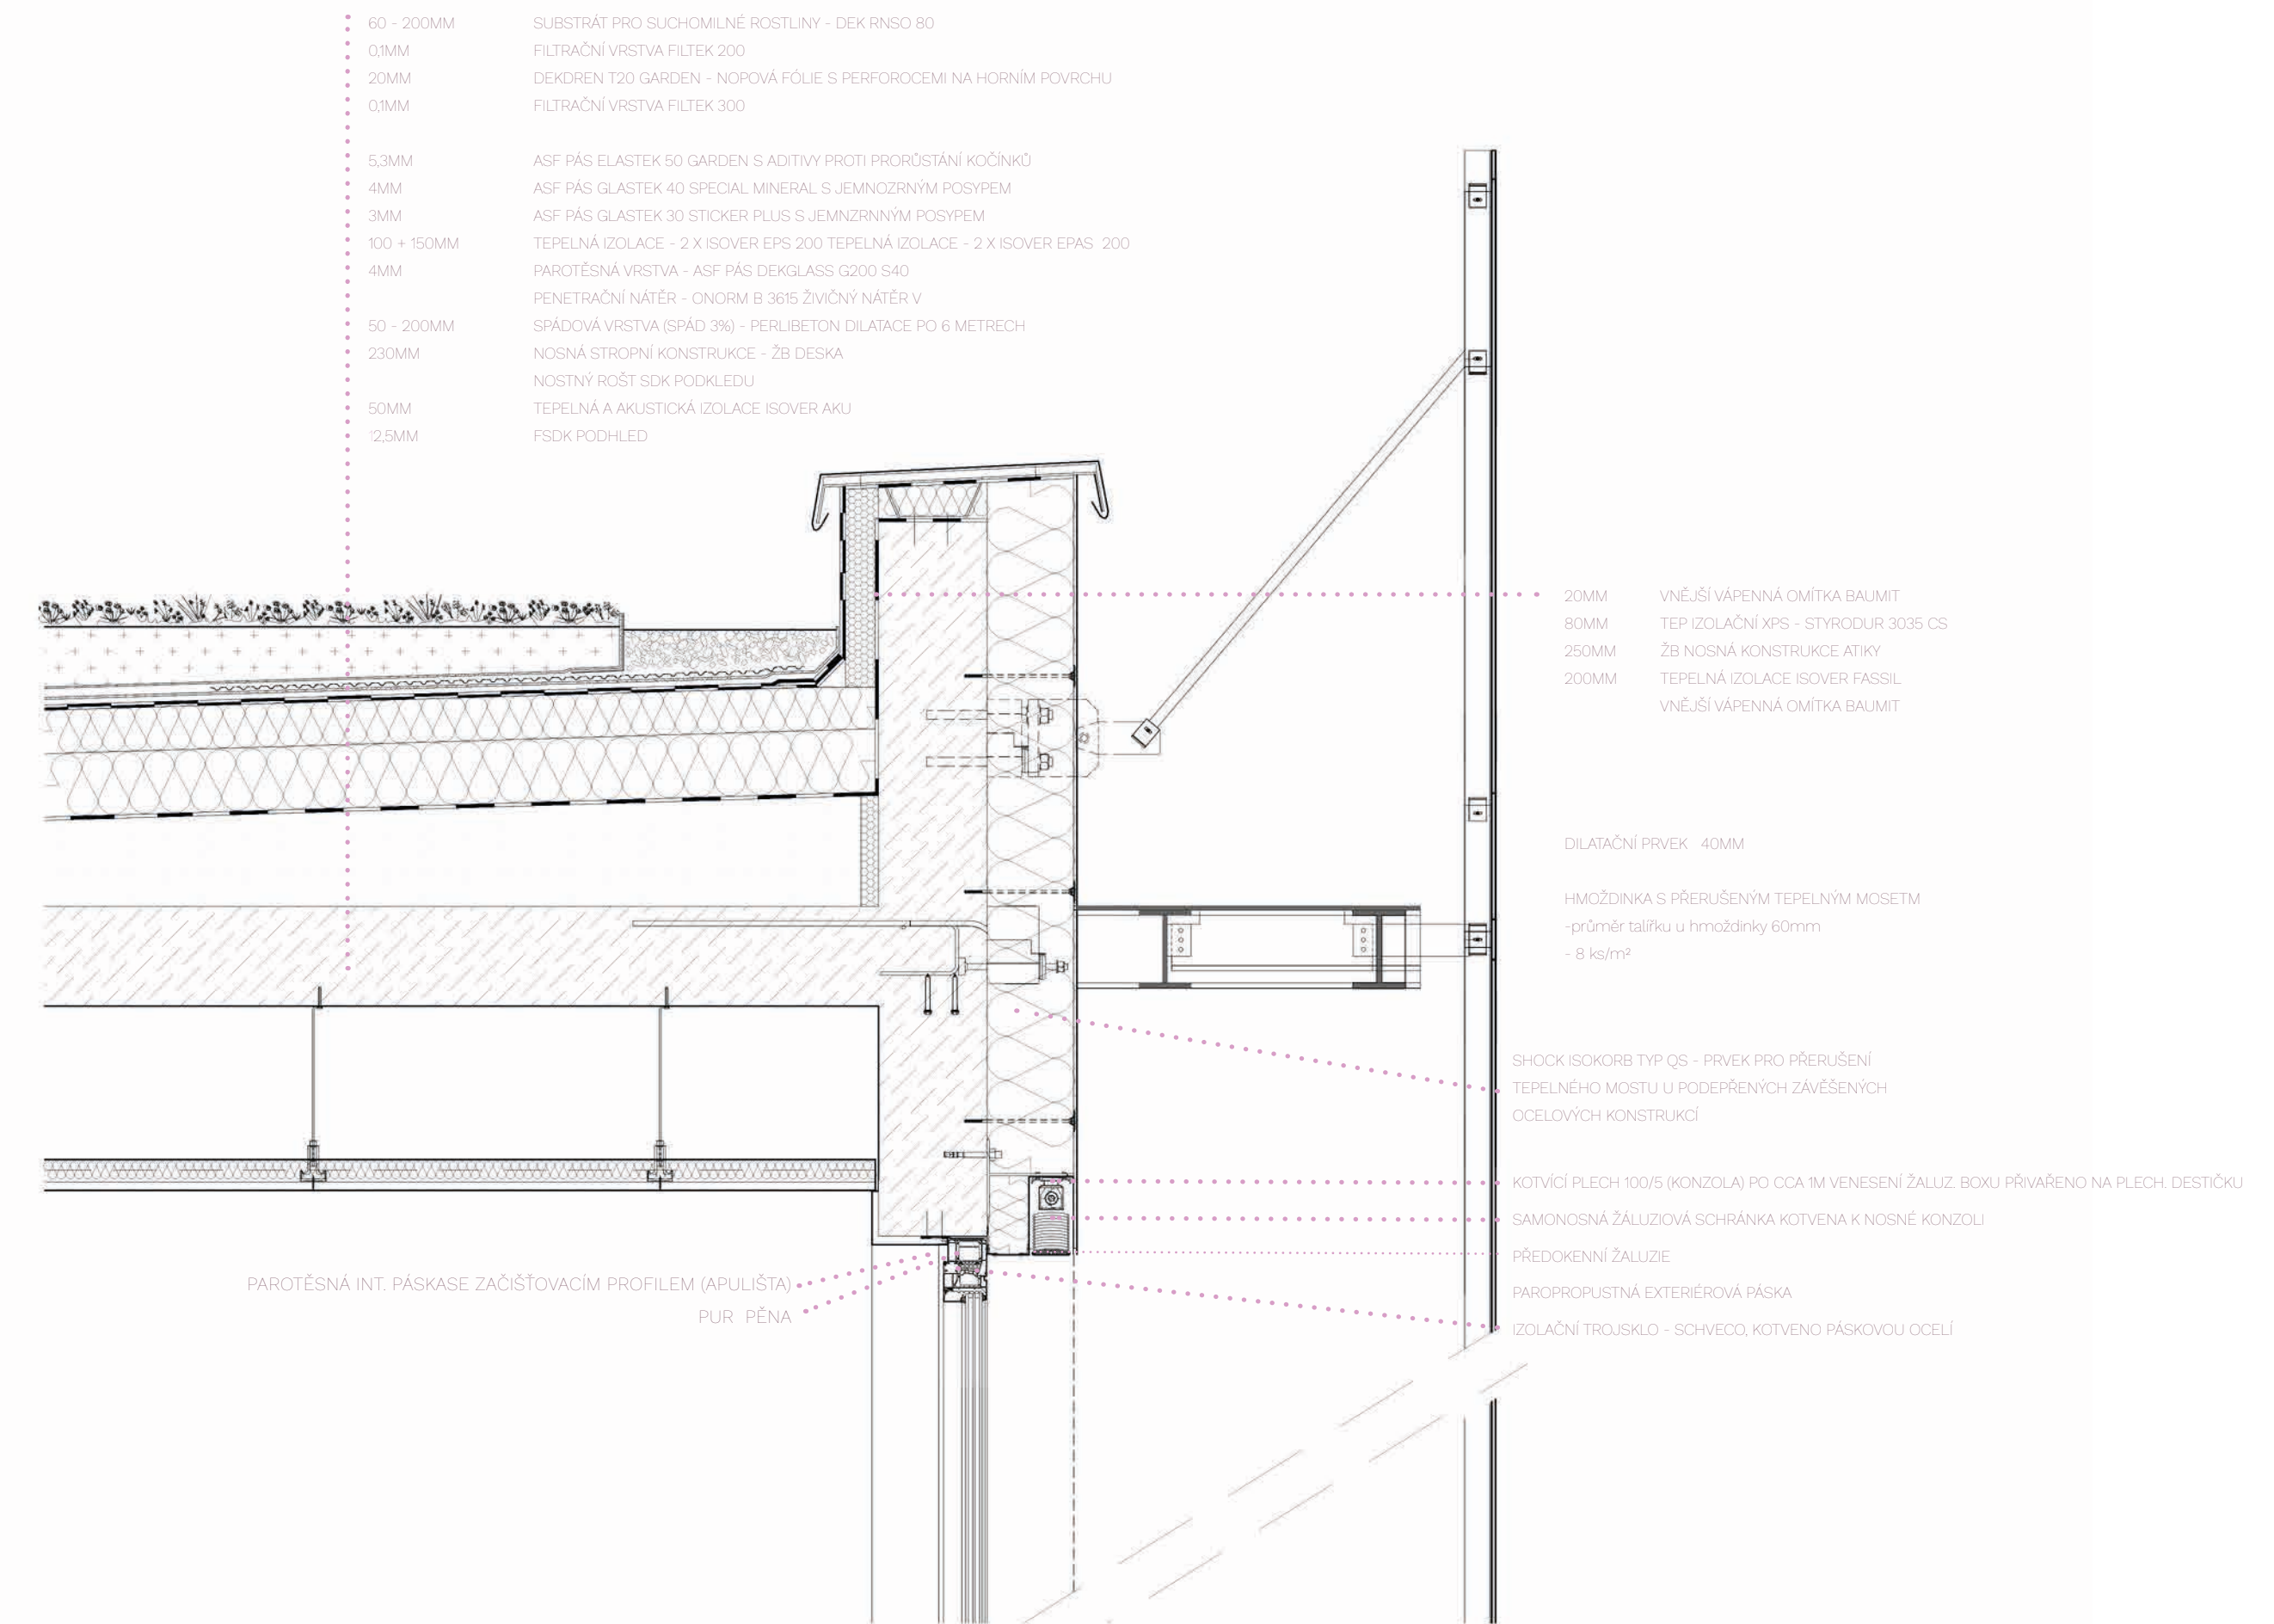 60 - 200MM SUBSTRÁT PRO SUCHOMILNÉ ROSTLINY - DEK RNSO 80
0,1MM FILTRAČNÍ VRSTVA FILTEK 200
20MM DEKDREN T20 GARDEN - NOPOVÁ FÓLIE S PERFOROCEMI NA HORNÍM POVRCHU
0,1MM FILTRAČNÍ VRSTVA FILTEK 300
5,3MM ASF PÁS ELASTEK 50 GARDEN S ADITIVY PROTI PRORŮSTÁNÍ KOČÍNKŮ
4MM ASF PÁS GLASTEK 40 SPECIAL MINERAL S JEMNOZRNÝM POSYPEM
3MM ASF PÁS GLASTEK 30 STICKER PLUS S JEMNZRNNÝM POSYPEM
100 + 150MM TEPELNÁ IZOLACE - 2 X ISOVER EPS 200 TEPELNÁ IZOLACE - 2 X ISOVER EPAS 200
4MM PAROTĚSNÁ VRSTVA - ASF PÁS DEKGLASS G200 S40
PENETRAČNÍ NÁTĚR - ONORM B 3615 ŽIVIČNÝ NÁTĚR V
50 - 200MM SPÁDOVÁ VRSTVA (SPÁD 3%) - PERLIBETON DILATACE PO 6 METRECH
230MM NOSNÁ STROPNÍ KONSTRUKCE - ŽB DESKA
NOSTNÝ ROŠT SDK PODKLEDU
50MM TEPELNÁ A AKUSTICKÁ IZOLACE ISOVER AKU
12,5MM FSDK PODHLED
20MM VNĚJŠÍ VÁPENNÁ OMÍTKA BAUMIT
80MM TEP IZOLAČNÍ XPS - STYRODUR 3035 CS
250MM ŽB NOSNÁ KONSTRUKCE ATIKY
200MM TEPELNÁ IZOLACE ISOVER FASSIL
VNĚJŠÍ VÁPENNÁ OMÍTKA BAUMIT
DILATAČNÍ PRVEK 40MM
HMOŽDINKA S PŘERUŠENÝM TEPELNÝM MOSETM
-průměr talířku u hmoždinky 60mm
- 8 ks/m²
SHOCK ISOKORB TYP QS - PRVEK PRO PŘERUŠENÍ
TEPELNÉHO MOSTU U PODEPŘENÝCH ZÁVĚŠENÝCH
OCELOVÝCH KONSTRUKCÍ
KOTVÍCÍ PLECH 100/5 (KONZOLA) PO CCA 1M VENESENÍ ŽALUZ. BOXU PŘIVAŘENO NA PLECH. DESTIČKU
SAMONOSNÁ ŽÁLUZIOVÁ SCHRÁNKA KOTVENA K NOSNÉ KONZOLI
PŘEDOKENNÍ ŽALUZIE
PAROPROPUSTNÁ EXTERIÉROVÁ PÁSKA
IZOLAČNÍ TROJSKLO - SCHVECO, KOTVENO PÁSKOVOU OCELÍ
PAROTĚSNÁ INT. PÁSKASE ZAČIŠŤOVACÍM PROFILEM (APULIŠTA)
PUR PĚNA